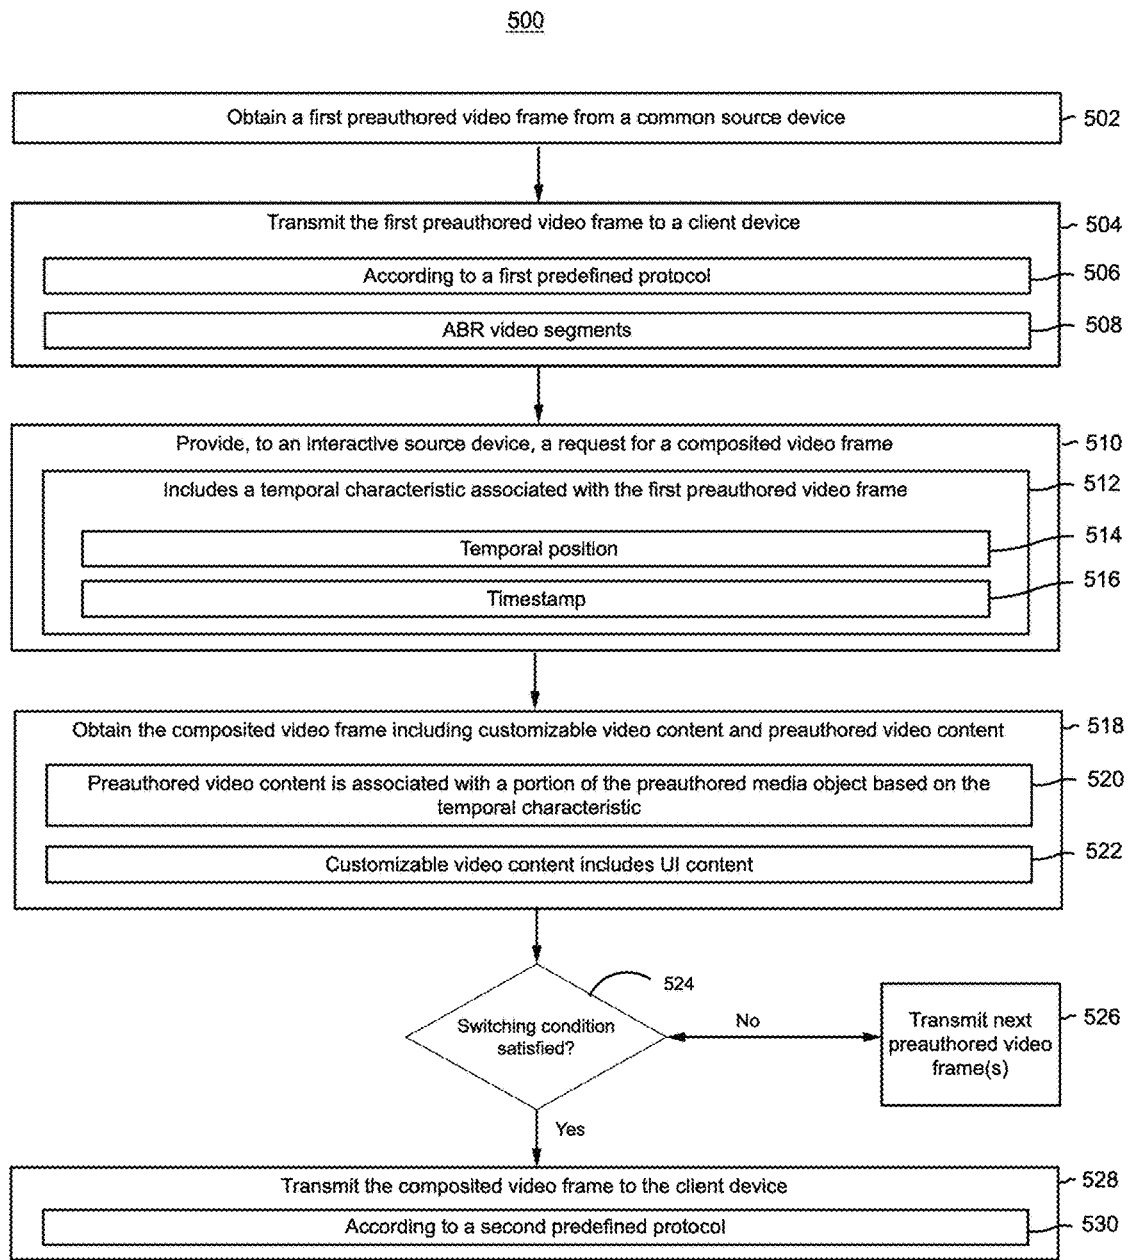 500
Obtain a first preauthored video frame from a common source device
502
Transmit the first preauthored video frame to a client device
504
According to a first predefined protocol
506
ABR video segments
508
Provide, to an interactive source device, a request for a composited video frame
510
Includes a temporal characteristic associated with the first preauthored video frame
512
Temporal position
514
Timestamp
516
Obtain the composited video frame including customizable video content and preauthored video content
518
Preauthored video content is associated with a portion of the preauthored media object based on the
temporal characteristic
520
Customizable video content includes UI content
522
524
Switching condition
satisfied?
No
Transmit next
preauthored video
frame(s)
526
Yes
Transmit the composited video frame to the client device
528
According to a second predefined protocol
530